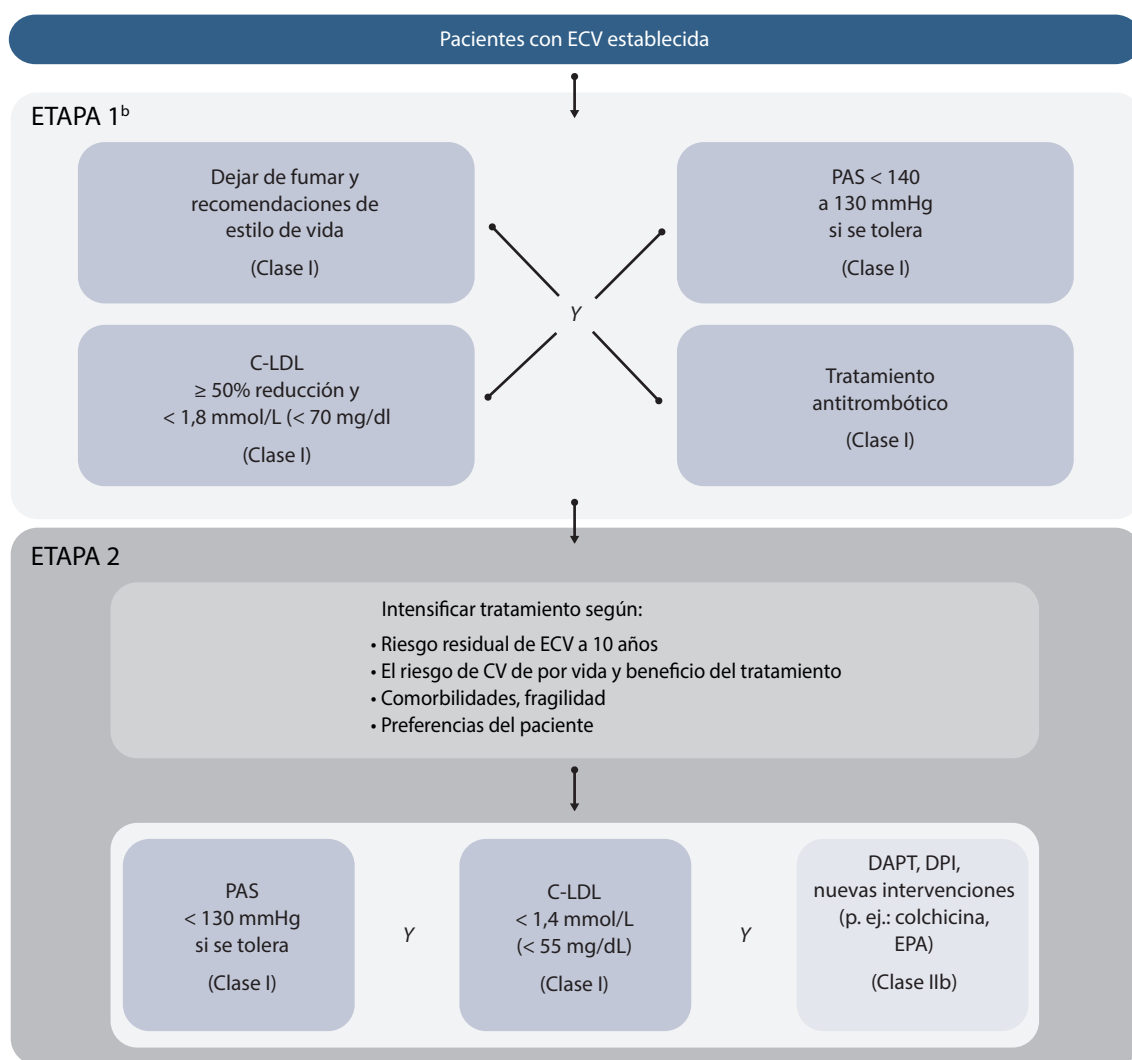 Pacientes con ECV establecida
ETAPA 1ᵇ
Dejar de fumar y
recomendaciones de
estilo de vida
(Clase I)
PAS < 140
a 130 mmHg
si se tolera
(Clase I)
Y
C-LDL
≥ 50% reducción y
< 1,8 mmol/L (< 70 mg/dl
(Clase I)
Tratamiento
antitrombótico
(Clase I)
ETAPA 2
Intensificar tratamiento según:
• Riesgo residual de ECV a 10 años
• El riesgo de CV de por vida y beneficio del tratamiento
• Comorbilidades, fragilidad
• Preferencias del paciente
PAS
< 130 mmHg
si se tolera
(Clase I)
Y
C-LDL
< 1,4 mmol/L
(< 55 mg/dL)
(Clase I)
Y
DAPT, DPI,
nuevas intervenciones
(p. ej.: colchicina,
EPA)
(Clase IIb)